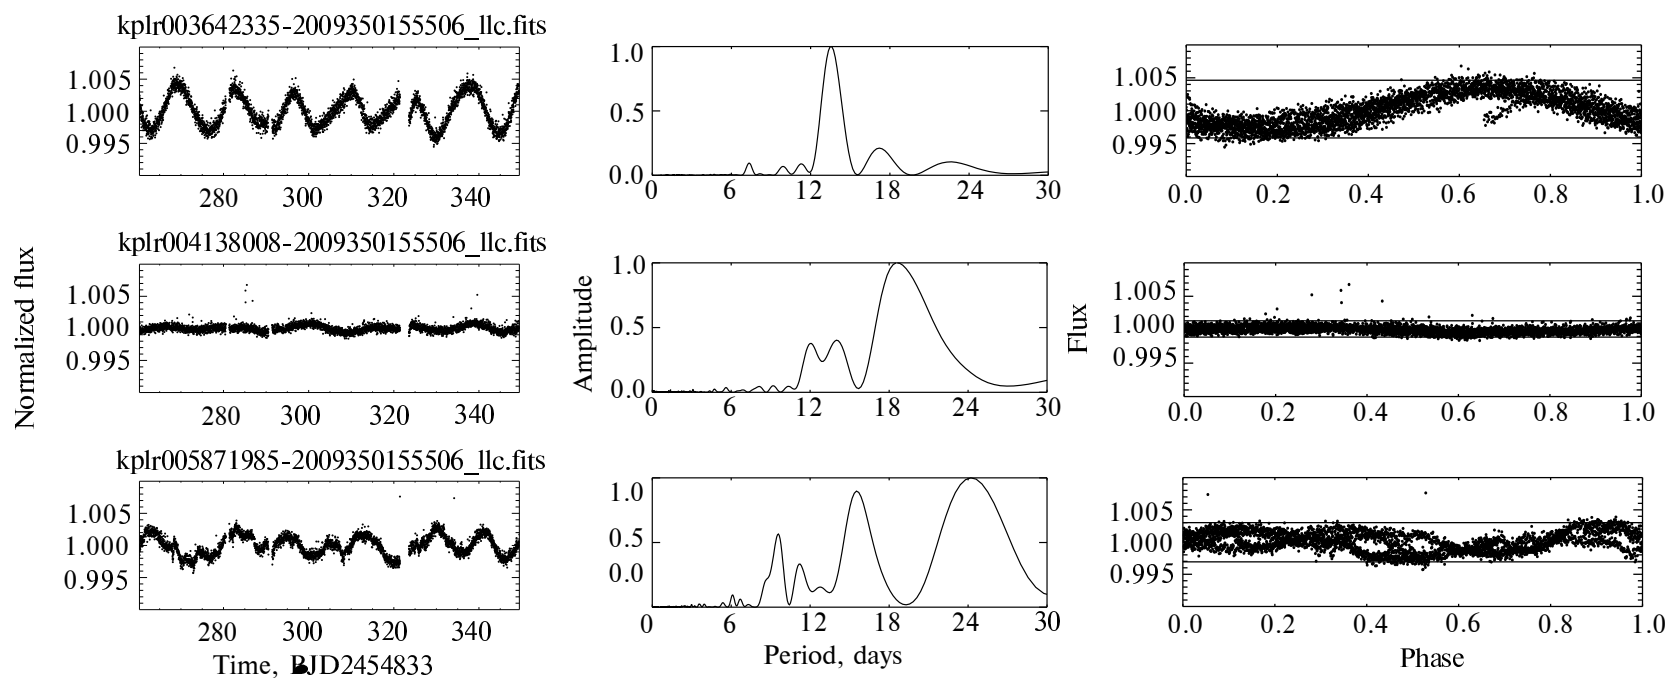 kplr003642335-2009350155506_llc.fits
1.005
1.000
0.995
280 300 320 340
1.0
0.5
0.0
0 6 12 18 24 30
1.005
1.000
0.995
0.0 0.2 0.4 0.6 0.8 1.0
kplr004138008-2009350155506_llc.fits
Normalized flux
1.005
1.000
0.995
280 300 320 340
Amplitude
1.0
0.5
0.0
0 6 12 18 24 30
Flux
1.005
1.000
0.995
0.0 0.2 0.4 0.6 0.8 1.0
kplr005871985-2009350155506_llc.fits
1.005
1.000
0.995
280 300 320 340
Time, BJD2454833
1.0
0.5
0.0
0 6 12 18 24 30
Period, days
1.005
1.000
0.995
0.0 0.2 0.4 0.6 0.8 1.0
Phase